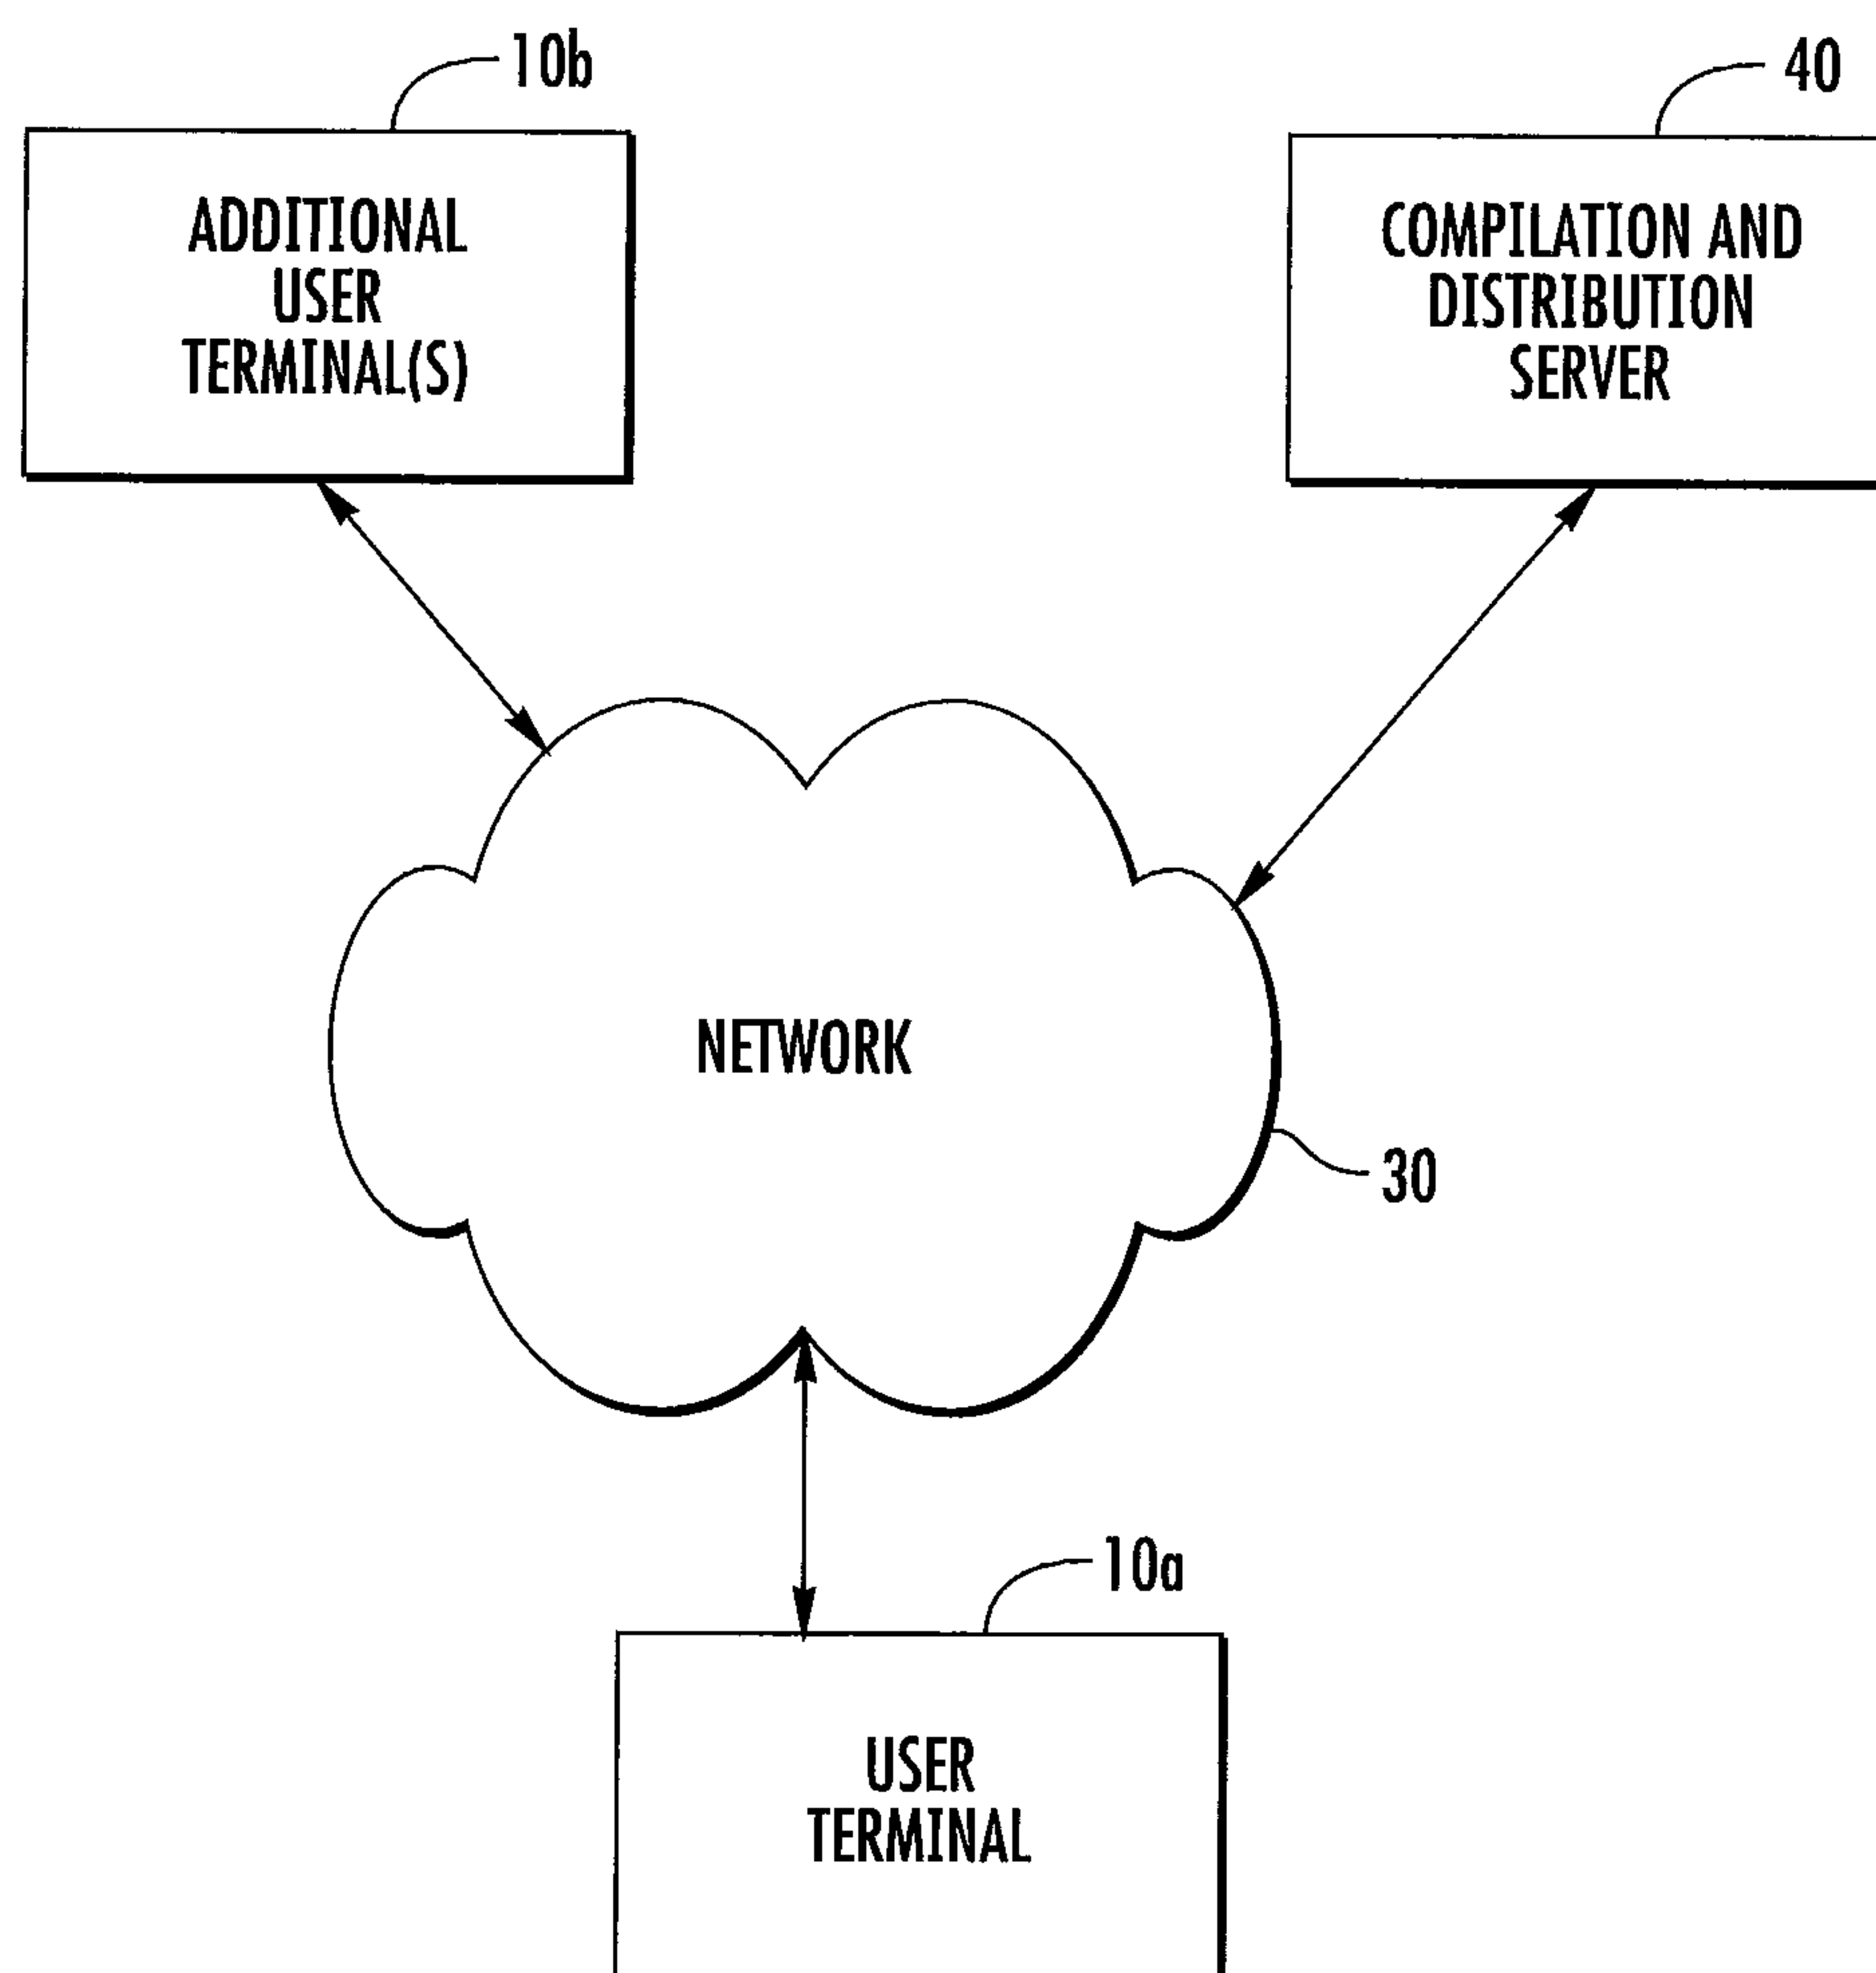 10b
40
ADDITIONAL
USER
TERMINAL(S)
COMPILATION AND
DISTRIBUTION
SERVER
NETWORK
30
10a
USER
TERMINAL